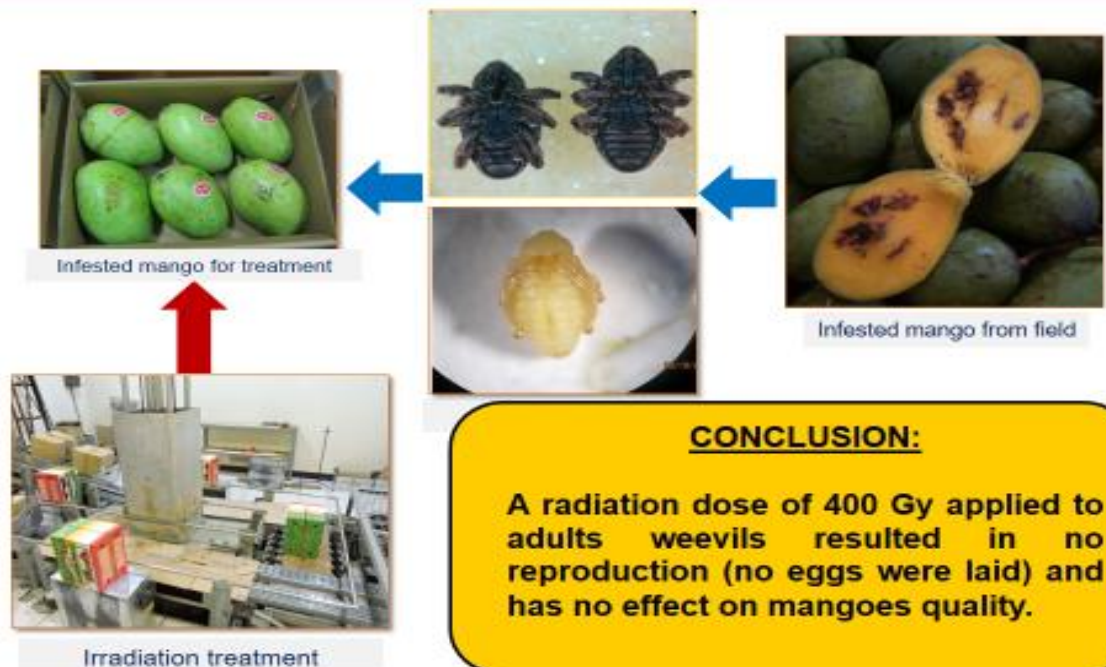 Infested mango for treatment
Infested mango from field
Irradiation treatment
CONCLUSION:
A radiation dose of 400 Gy applied to
adults weevils resulted in no
reproduction (no eggs were laid) and
has no effect on mangoes quality.